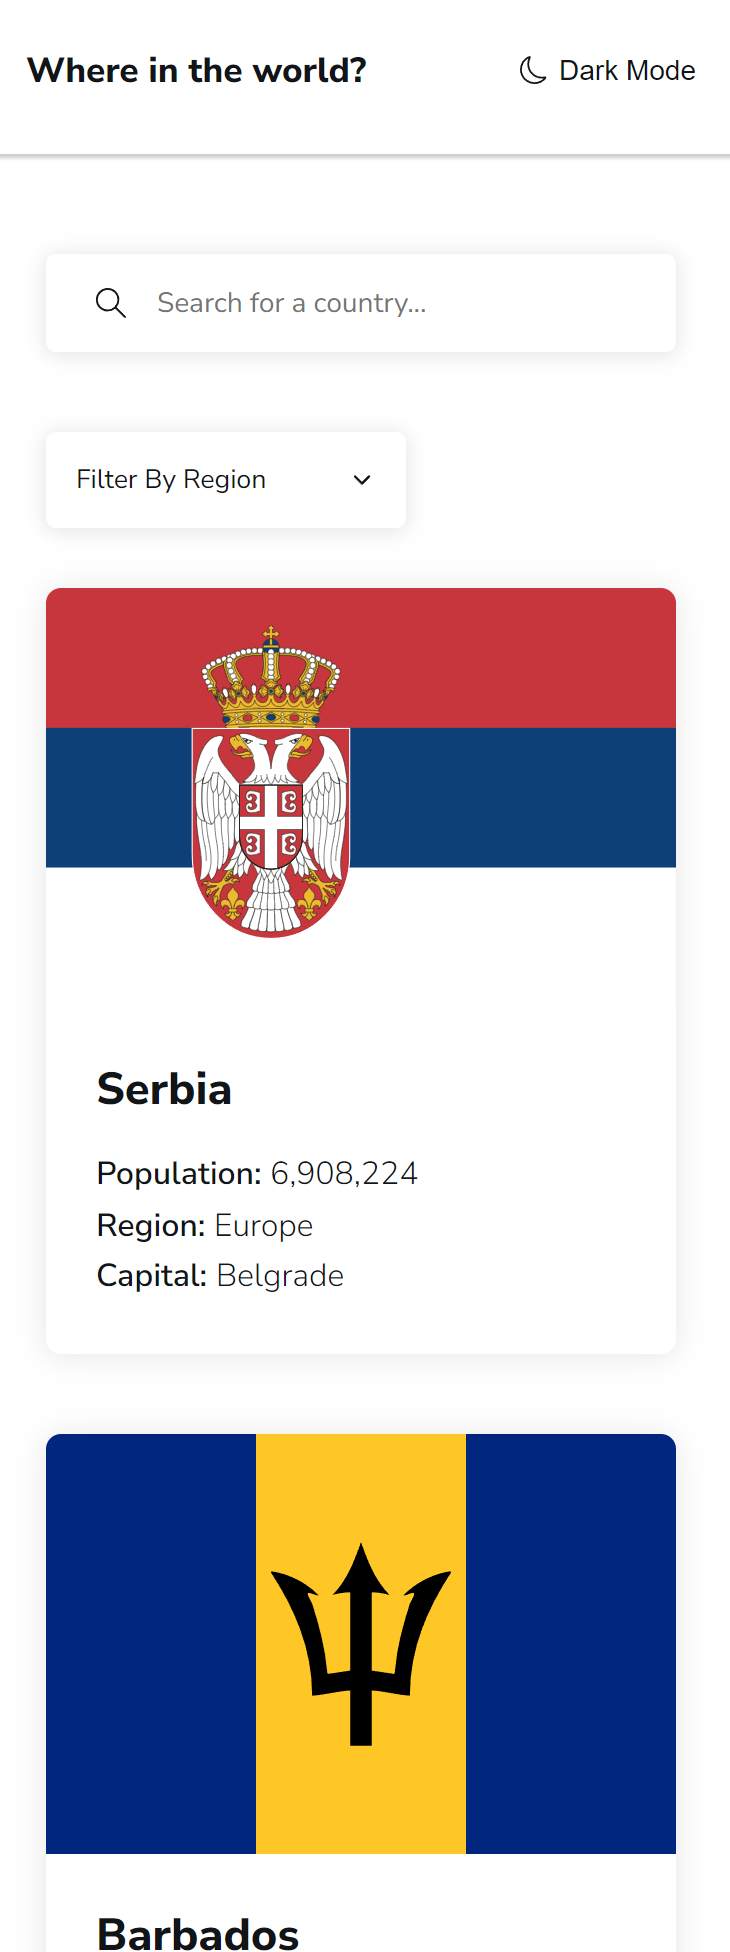 Where in the world?
Dark Mode
Search for a country...
Filter By Region
Serbia
Population: 6,908,224
Region: Europe
Capital: Belgrade
Barbados